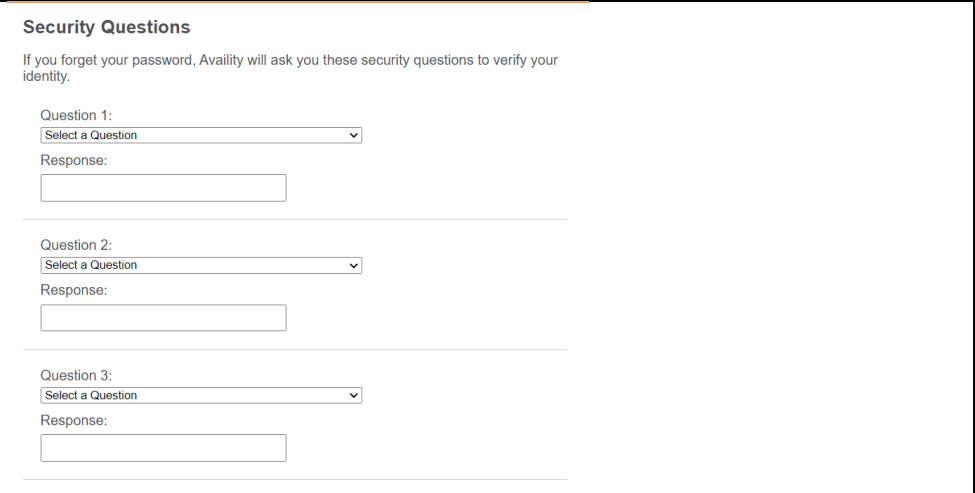 Security Questions
If you forget your password, Availity will ask you these security questions to verify your
identity.
Question 1:
Select a Question
Response:
Question 2:
Select a Question
Response:
Question 3:
Select a Question
Response: